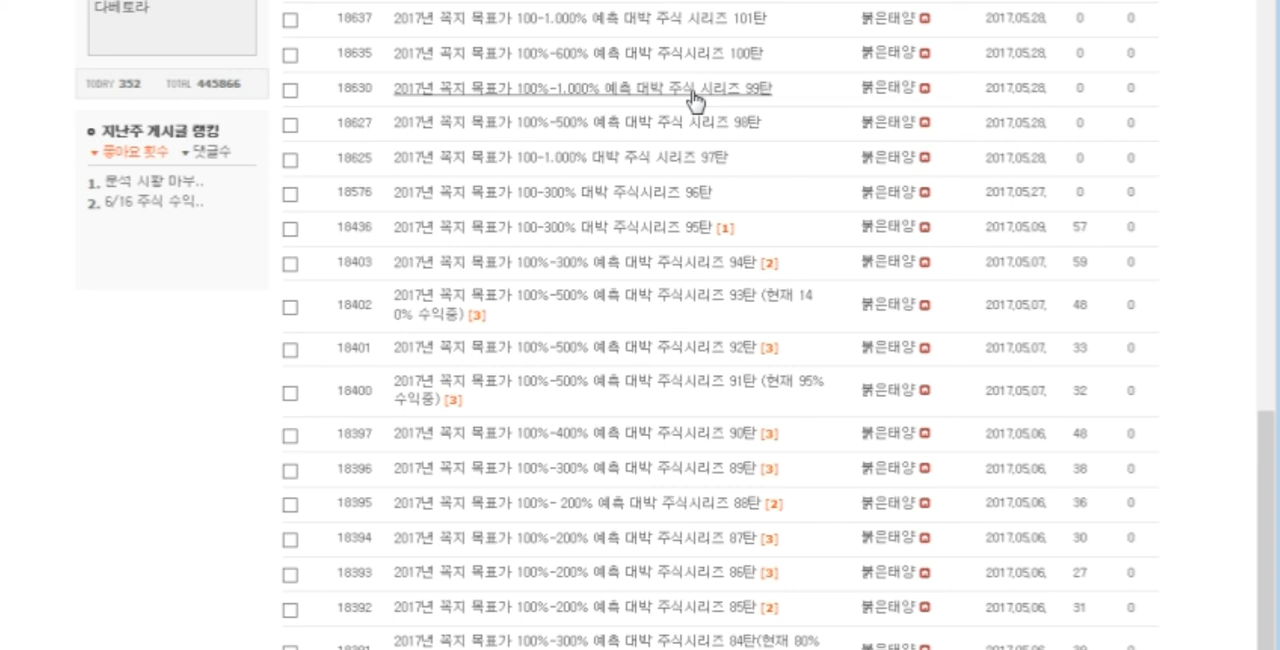 다베토라
TODAY 352 TOTAL 445866
지난주 게시글 랭킹
좋아요 횟수 댓글수
1. 문석 시황 마부..
2. 6/16 주식 수익..
18637 2017년 꼭지 목표가 100-1.000% 예측 대박 주식 시리즈 101탄 붉은태양 2017.05.28. 0 0
18635 2017년 꼭지 목표가 100%-600% 예측 대박 주식시리즈 100탄 붉은태양 2017.05.28. 0 0
18630 2017년 꼭지 목표가 100%-1.000% 예측 대박 주식 시리즈 99탄 붉은태양 2017.05.28. 0 0
18627 2017년 꼭지 목표가 100%-500% 예측 대박 주식 시리즈 98탄 붉은태양 2017.05.28. 0 0
18625 2017년 꼭지 목표가 100-1.000% 대박 주식 시리즈 97탄 붉은태양 2017.05.28. 0 0
18576 2017년 꼭지 목표가 100-300% 대박 주식시리즈 96탄 붉은태양 2017.05.27. 0 0
18436 2017년 꼭지 목표가 100-300% 대박 주식시리즈 95탄 [1] 붉은태양 2017.05.09. 57 0
18403 2017년 꼭지 목표가 100%-300% 예측 대박 주식시리즈 94탄 [2] 붉은태양 2017.05.07. 59 0
18402 2017년 꼭지 목표가 100%-500% 예측 대박 주식시리즈 93탄 (현재 14 붉은태양 2017.05.07. 48 0
0% 수익중) [3]
18401 2017년 꼭지 목표가 100%-500% 예측 대박 주식시리즈 92탄 [3] 붉은태양 2017.05.07. 33 0
18400 2017년 꼭지 목표가 100%-500% 예측 대박 주식시리즈 91탄 (현재 95% 붉은태양 2017.05.07. 32 0
수익중) [3]
18397 2017년 꼭지 목표가 100%-400% 예측 대박 주식시리즈 90탄 [3] 붉은태양 2017.05.06. 48 0
18396 2017년 꼭지 목표가 100%-300% 예측 대박 주식시리즈 89탄 [3] 붉은태양 2017.05.06. 38 0
18395 2017년 꼭지 목표가 100%- 200% 예측 대박 주식시리즈 88탄 [2] 붉은태양 2017.05.06. 36 0
18394 2017년 꼭지 목표가 100%-200% 예측 대박 주식시리즈 87탄 [3] 붉은태양 2017.05.06. 30 0
18393 2017년 꼭지 목표가 100%-200% 예측 대박 주식시리즈 86탄 [3] 붉은태양 2017.05.06. 27 0
18392 2017년 꼭지 목표가 100%-200% 예측 대박 주식시리즈 85탄 [2] 붉은태양 2017.05.06. 31 0
2017년 꼭지 목표가 100%-300% 예측 대박 주식시리즈 84탄(현재 80%